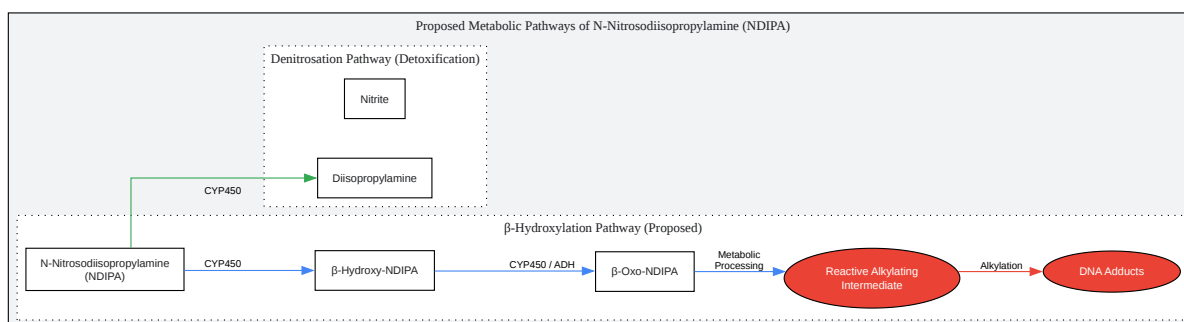 Proposed Metabolic Pathways of N-Nitrosodiisopropylamine (NDIPA)
Denitrosation Pathway (Detoxification)
Nitrite
Diisopropylamine
CYP450
β-Hydroxylation Pathway (Proposed)
N-Nitrosodiisopropylamine
(NDIPA)
CYP450
β-Hydroxy-NDIPA
CYP450 / ADH
β-Oxo-NDIPA
Metabolic
Processing
Reactive Alkylating
Intermediate
Alkylation
DNA Adducts